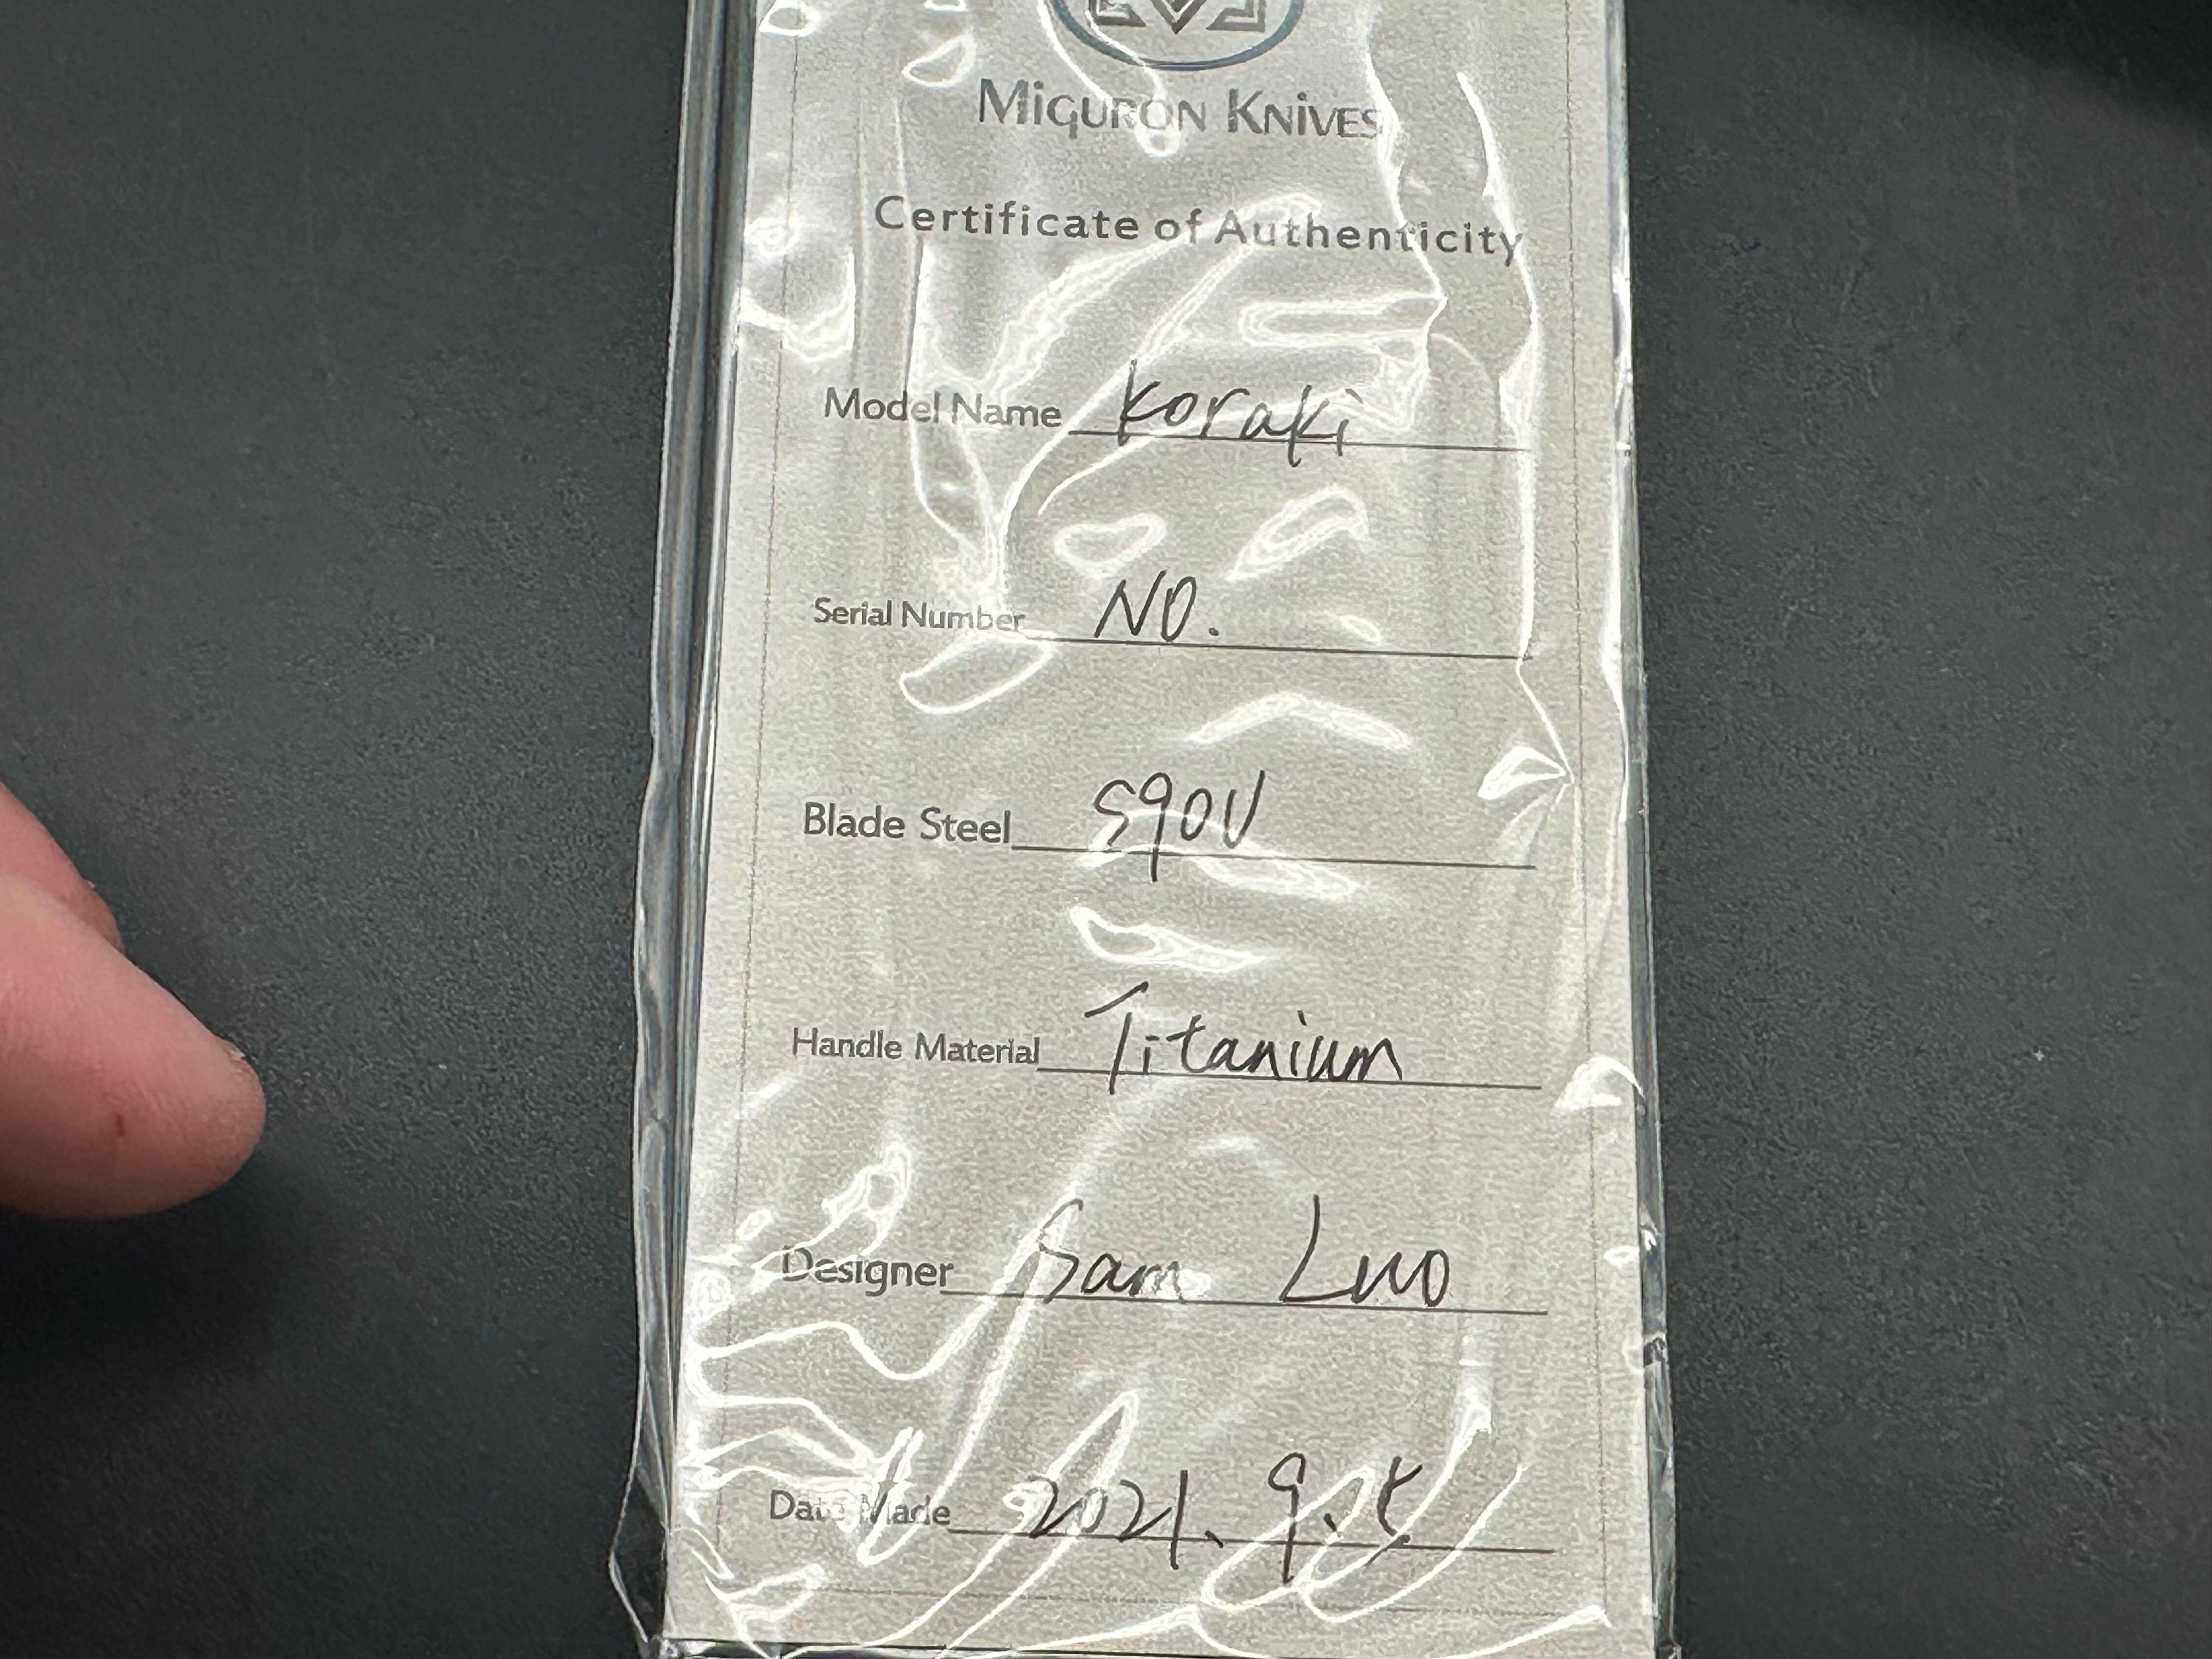 MIGURON KNIVES
Certificate of Authenticity
Model Name Koraki
Serial Number NO.
Blade Steel S90V
Handle Material Titanium
Designer Sam Luo
Date Made 2021. 9.